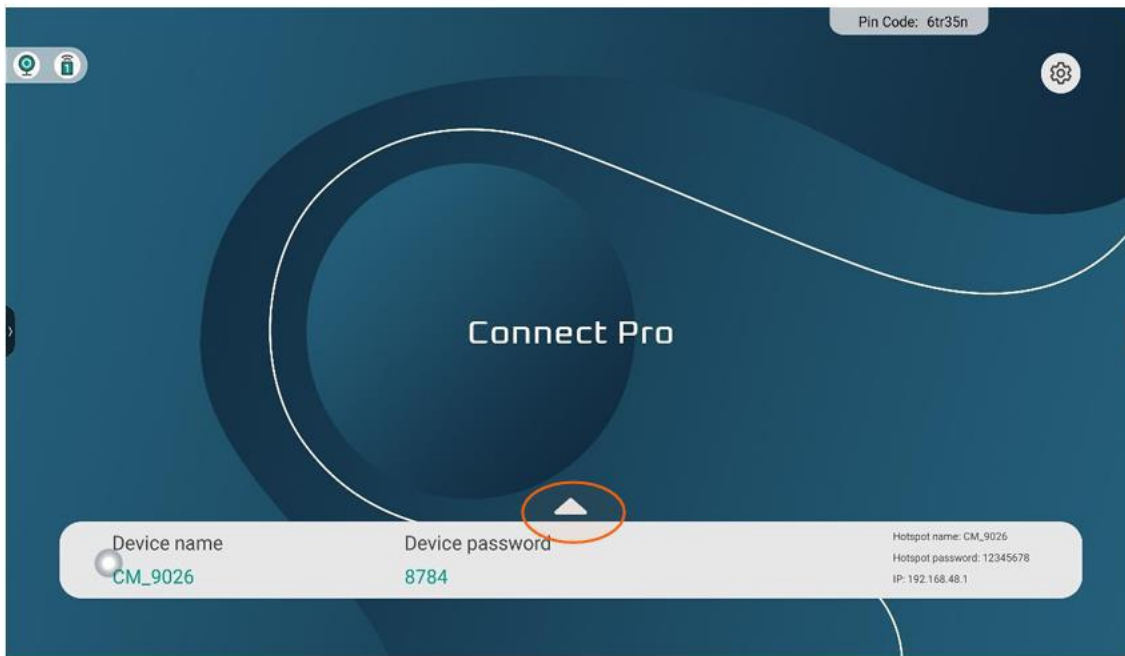 Pin Code: 6tr35n
1
Connect Pro
Device name
CM_9026
Device password
8784
Hotspot name: CM_9026
Hotspot password: 12345678
IP: 192.168.48.1